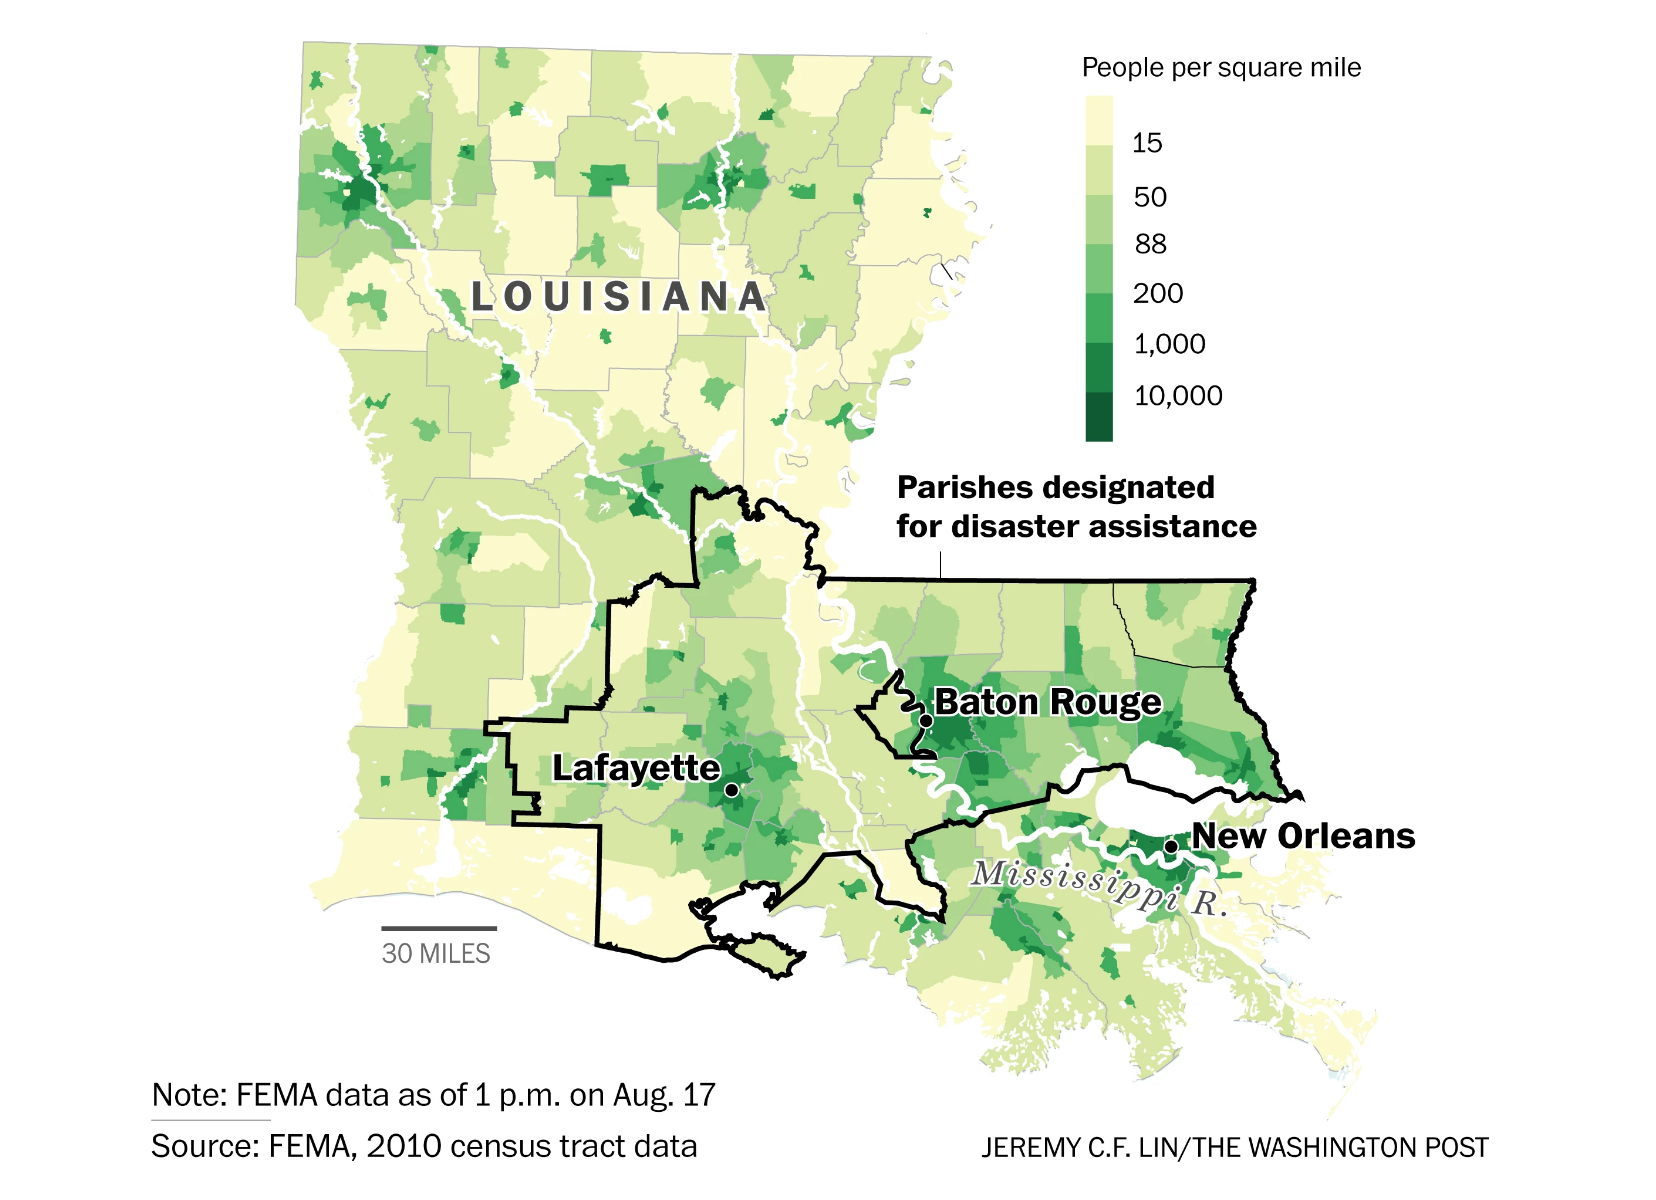 People per square mile
15
50
88
200
1,000
10,000
LOUISIANA
Parishes designated
for disaster assistance
Baton Rouge
Lafayette
New Orleans
Mississippi R.
30 MILES
Note: FEMA data as of 1 p.m. on Aug. 17
Source: FEMA, 2010 census tract data
JEREMY C.F. LIN/THE WASHINGTON POST